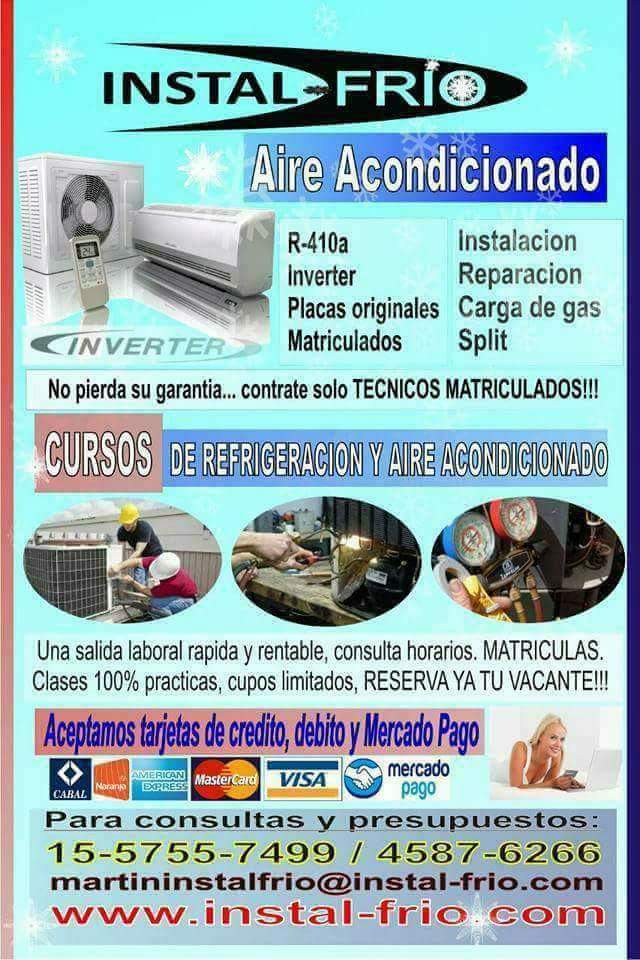 INSTAL-FRÍO
Aire Acondicionado
R-410a
Inverter
Placas originales
Matriculados
Instalacion
Reparacion
Carga de gas
Split
INVERTER
No pierda su garantia... contrate solo TECNICOS MATRICULADOS!!!
CURSOS DE REFRIGERACION Y AIRE ACONDICIONADO
Una salida laboral rapida y rentable, consulta horarios. MATRICULAS.
Clases 100% practicas, cupos limitados, RESERVA YA TU VACANTE!!!
Aceptamos tarjetas de credito, debito y Mercado Pago
CABAL
Naranja
AMERICAN EXPRESS
MasterCard
VISA
mercado pago
Para consultas y presupuestos:
15-5755-7499 / 4587-6266
martininstalfrio@instal-frio.com
www.instal-frio.com